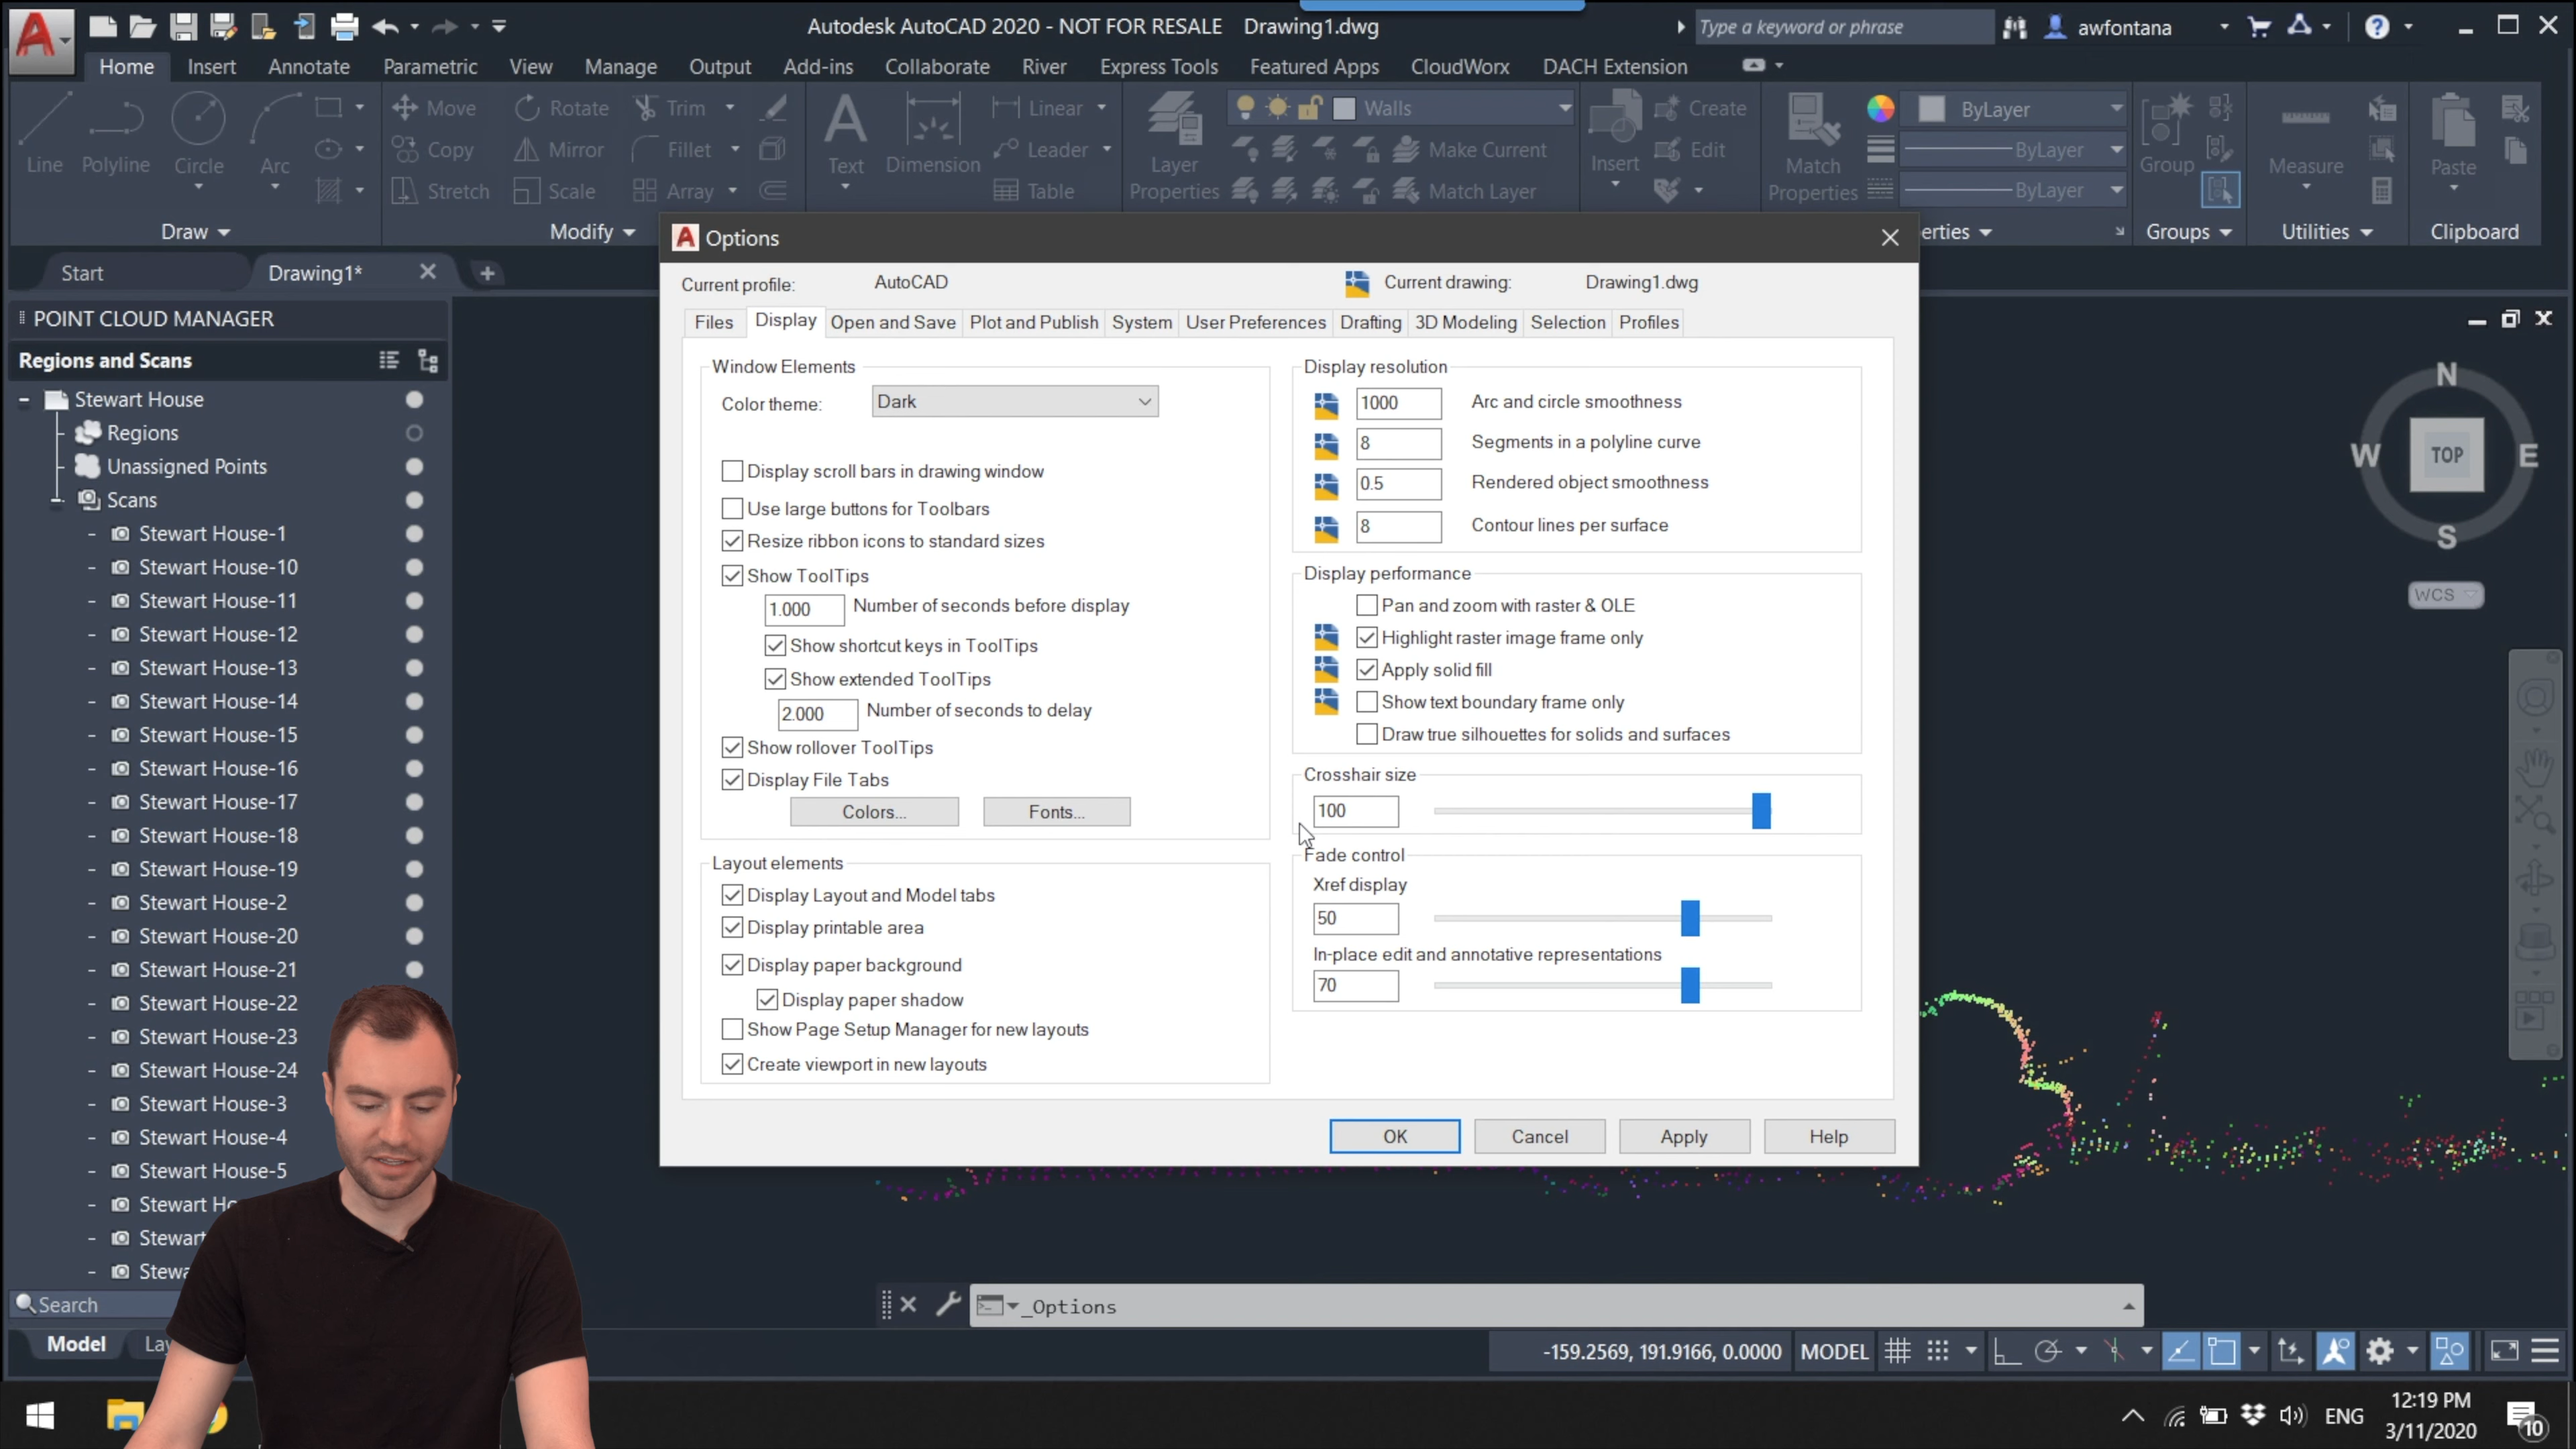 Autodesk AutoCAD 2020 - NOT FOR RESALE Drawing1.dwg
Type a keyword or phrase
awfontana
Home Insert Annotate Parametric View Manage Output Add-ins Collaborate River Express Tools Featured Apps CloudWorx DACH Extension
Line Polyline Circle Arc
Move Rotate Trim
Copy Mirror Fillet
Stretch Scale Array
Text Dimension
Linear
Leader
Table
Layer
Properties
Walls
Make Current
Match Layer
Insert
Create
Edit
Match
Properties
ByLayer
ByLayer
ByLayer
Group
Measure
Paste
Draw Modify erties Groups Utilities Clipboard
Start Drawing1*
POINT CLOUD MANAGER
Regions and Scans
Stewart House
Regions
Unassigned Points
Scans
Stewart House-1
Stewart House-10
Stewart House-11
Stewart House-12
Stewart House-13
Stewart House-14
Stewart House-15
Stewart House-16
Stewart House-17
Stewart House-18
Stewart House-19
Stewart House-2
Stewart House-20
Stewart House-21
Stewart House-22
Stewart House-23
Stewart House-24
Stewart House-3
Stewart House-4
Stewart House-5
Stewart Ho
Stewart
Stewa
Search
Model Lay
Options
Current profile: AutoCAD Current drawing: Drawing1.dwg
Files Display Open and Save Plot and Publish System User Preferences Drafting 3D Modeling Selection Profiles
Window Elements
Color theme: Dark
Display scroll bars in drawing window
Use large buttons for Toolbars
Resize ribbon icons to standard sizes
Show ToolTips
1.000 Number of seconds before display
Show shortcut keys in ToolTips
Show extended ToolTips
2.000 Number of seconds to delay
Show rollover ToolTips
Display File Tabs
Colors... Fonts...
Layout elements
Display Layout and Model tabs
Display printable area
Display paper background
Display paper shadow
Show Page Setup Manager for new layouts
Create viewport in new layouts
Display resolution
1000 Arc and circle smoothness
8 Segments in a polyline curve
0.5 Rendered object smoothness
8 Contour lines per surface
Display performance
Pan and zoom with raster & OLE
Highlight raster image frame only
Apply solid fill
Show text boundary frame only
Draw true silhouettes for solids and surfaces
Crosshair size
100
Fade control
Xref display
50
In-place edit and annotative representations
70
OK Cancel Apply Help
N
W TOP E
S
WCS
_Options
-159.2569, 191.9166, 0.0000 MODEL
ENG
12:19 PM
3/11/2020
10